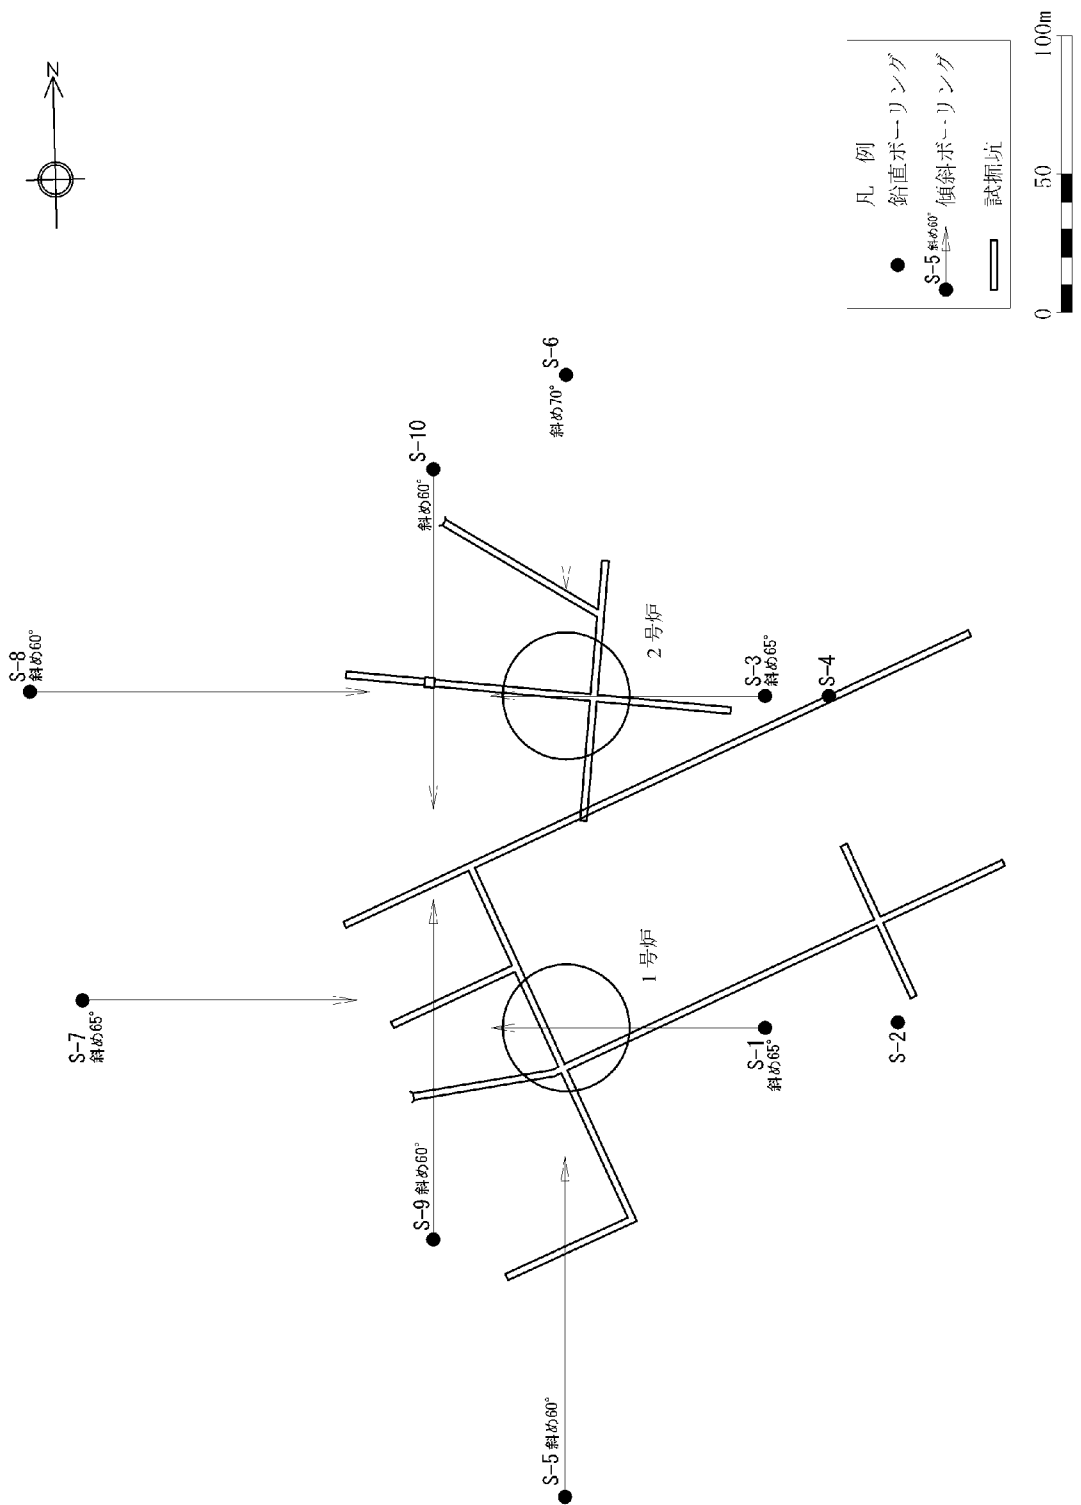 N
S-8
斜め60°
S-7
斜め65°
S-10
斜め60°
S-6
斜め70°
S-9 斜め60°
S-5 斜め60°
2号炉
1号炉
S-3
斜め65°
S-4
S-1
斜め65°
S-2
凡 例
鉛直ボーリング
S-5 斜め60° 傾斜ボーリング
試掘坑
0 50 100m